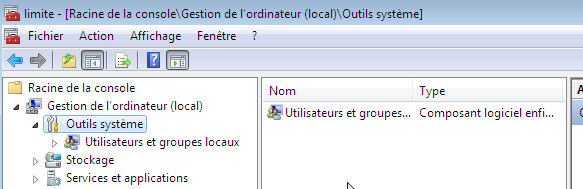 limite - [Racine de la console\Gestion de l'ordinateur (local)\Outils système]
Fichier Action Affichage Fenêtre ?
Racine de la console
Gestion de l'ordinateur (local)
Outils système
Utilisateurs et groupes locaux
Stockage
Services et applications
Nom Type
Utilisateurs et groupes... Composant logiciel enfi...